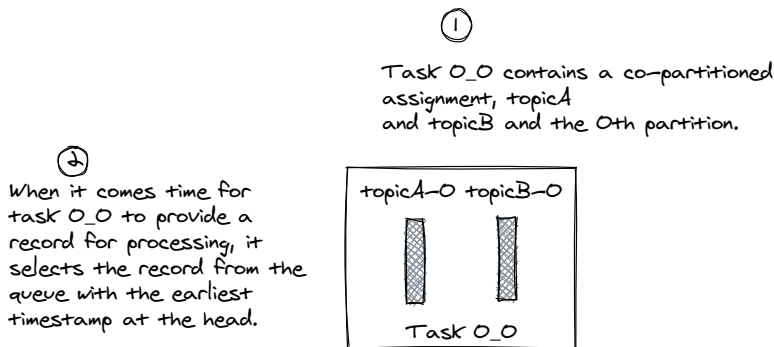 1
Task 0_0 contains a co-partitioned
assignment, topicA
and topicB and the 0th partition.
2
When it comes time for
task 0_0 to provide a
record for processing, it
selects the record from the
queue with the earliest
timestamp at the head.
topicA-0 topicB-0
Task 0_0